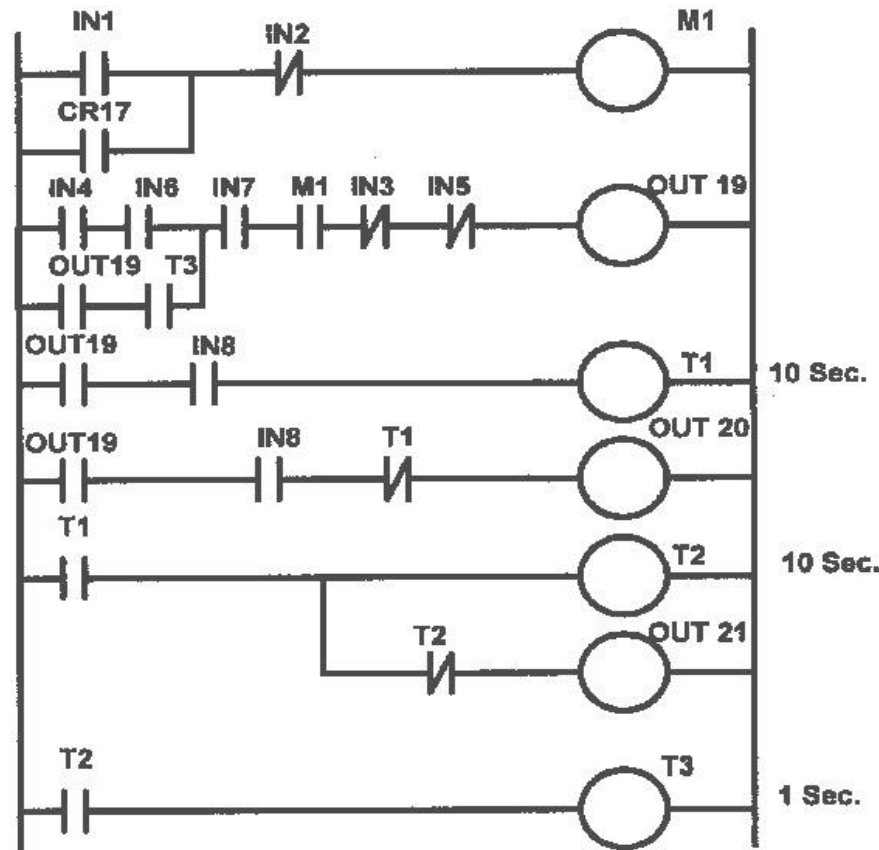 IN1 IN2 M1
CR17
IN4 IN6 IN7 M1 IN3 IN5 OUT 19
OUT19 T3
OUT19 IN8 T1 10 Sec.
OUT19 IN8 T1 OUT 20
T1 T2 10 Sec.
T2 OUT 21
T2 T3 1 Sec.